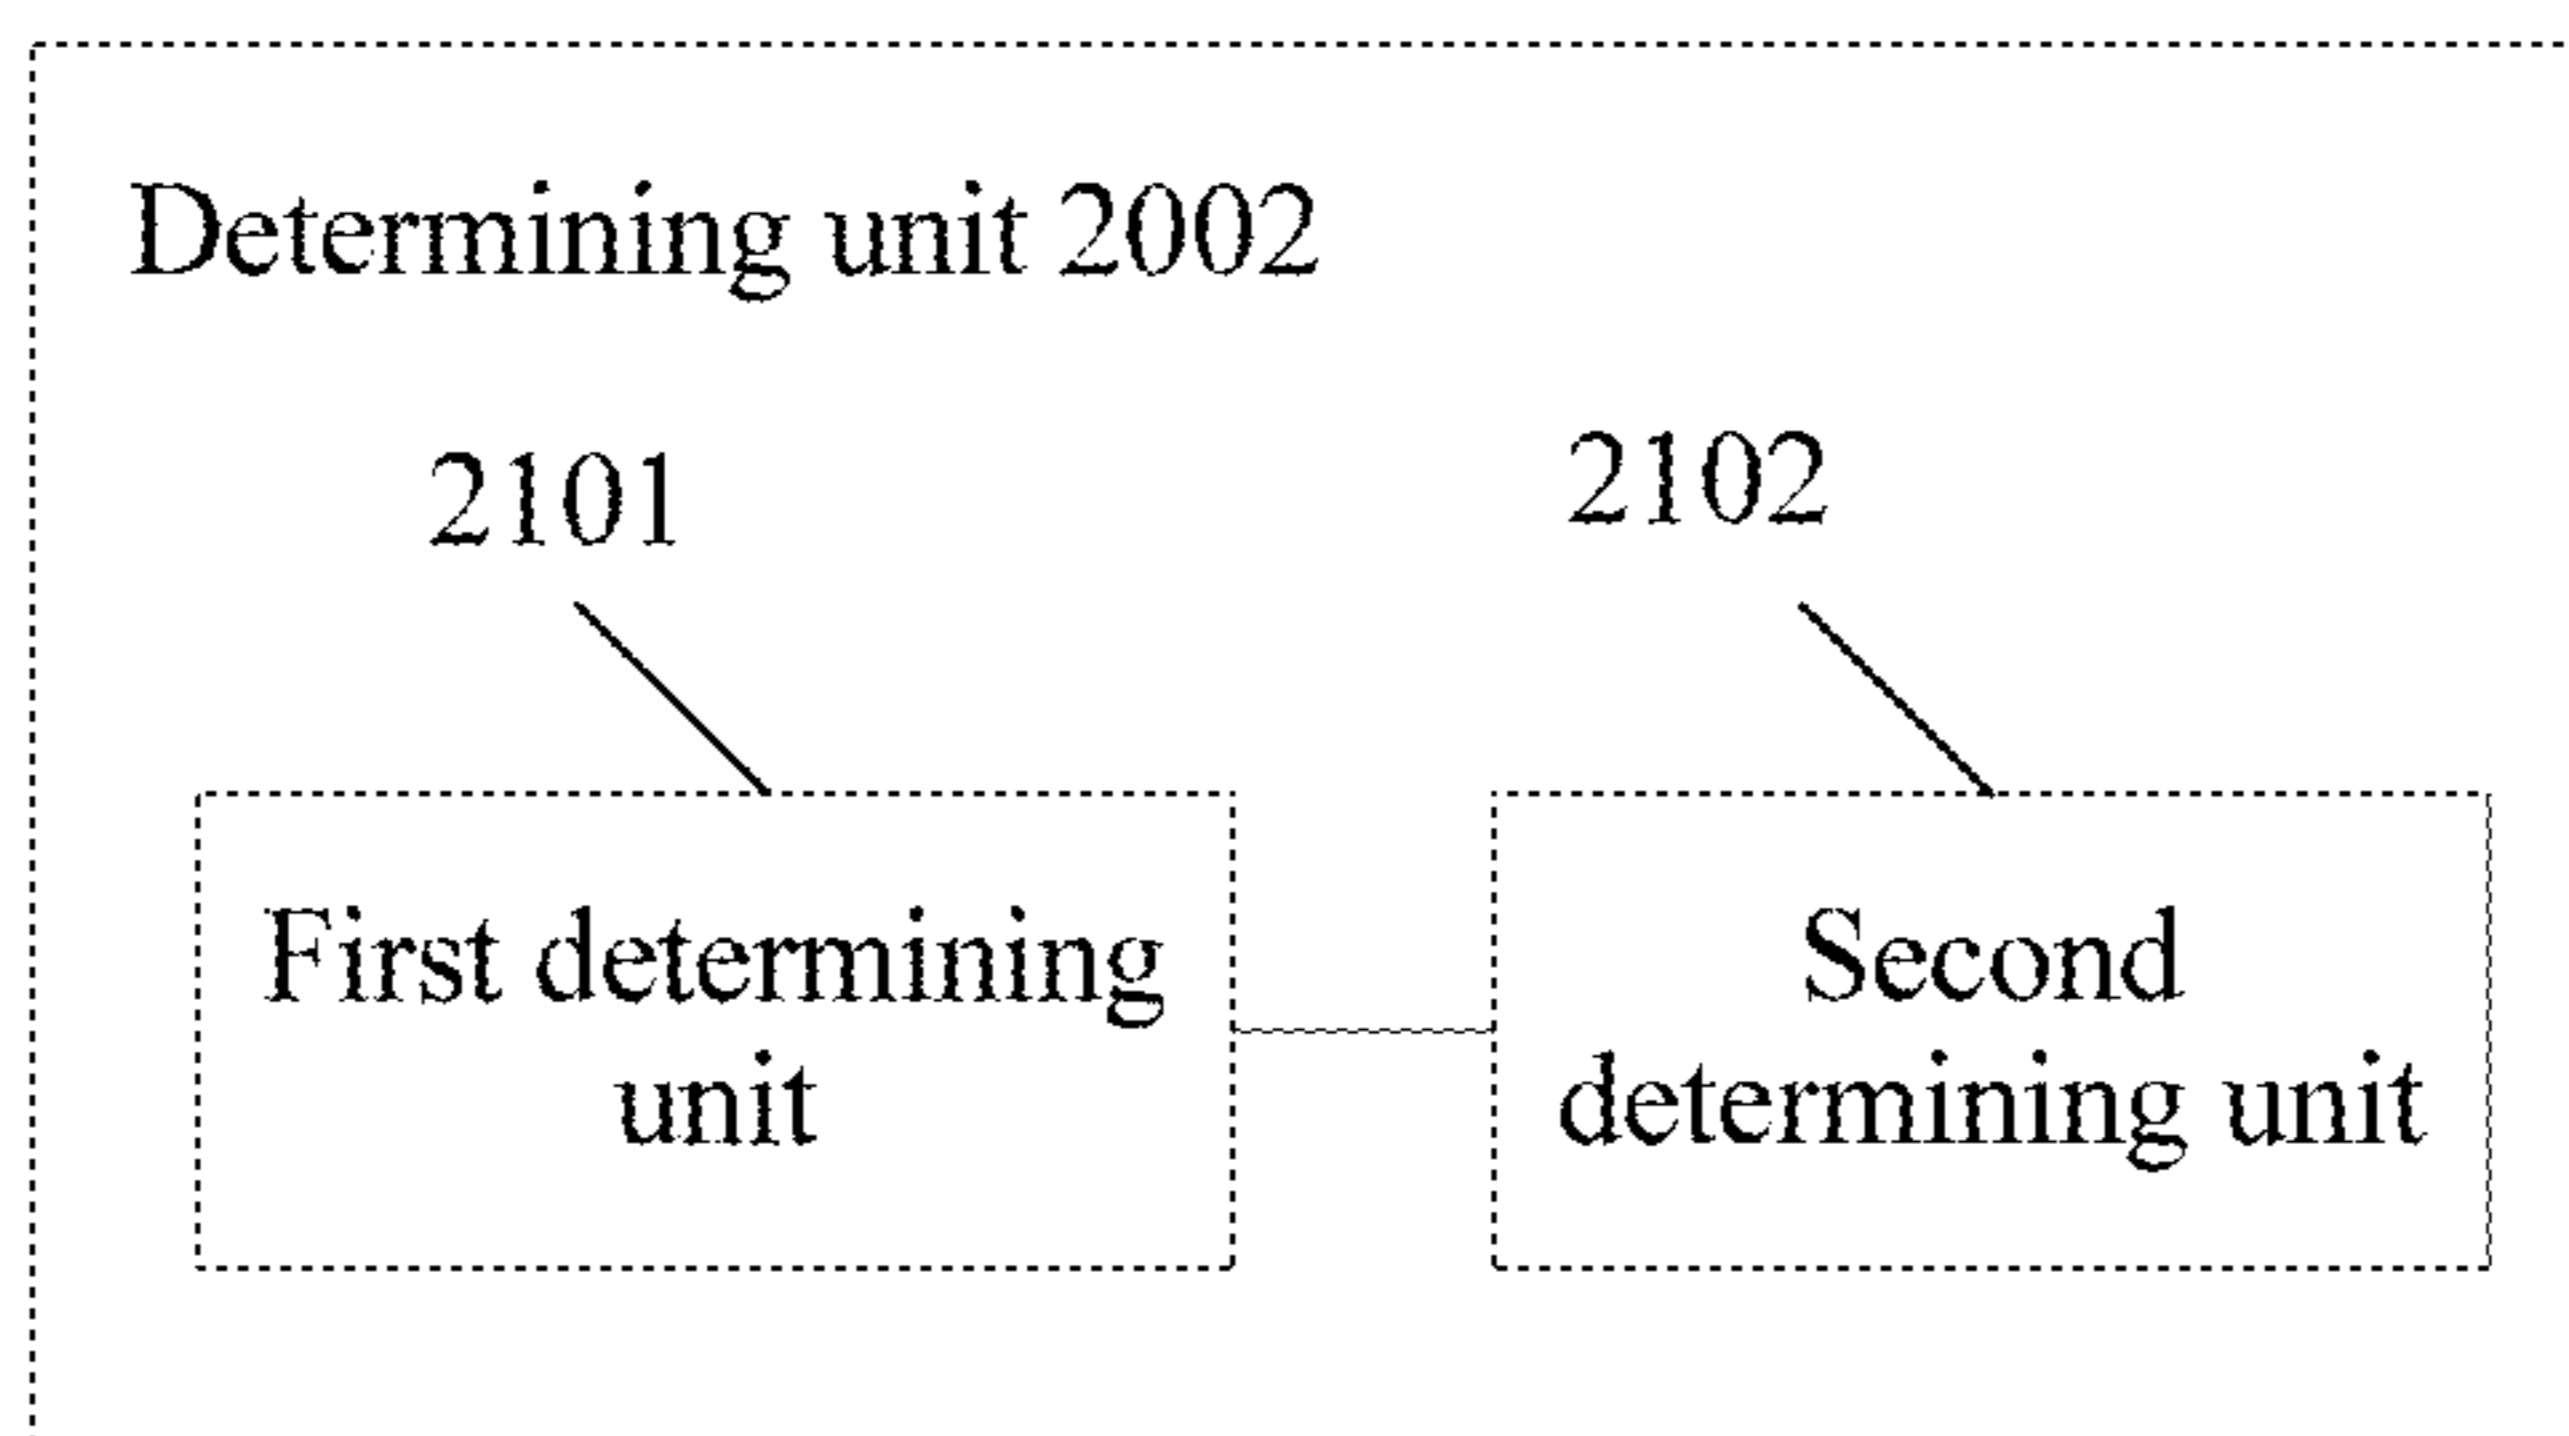 Determining unit 2002
2101
2102
First determining
unit
Second
determining unit